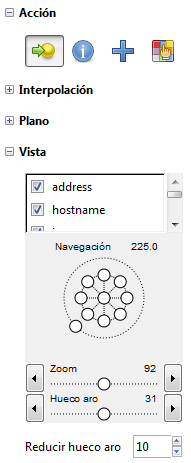 Acción
Interpolación
Plano
Vista
address
hostname
Navegación 225.0
Zoom 92
Hueco aro 31
Reducir hueco aro 10